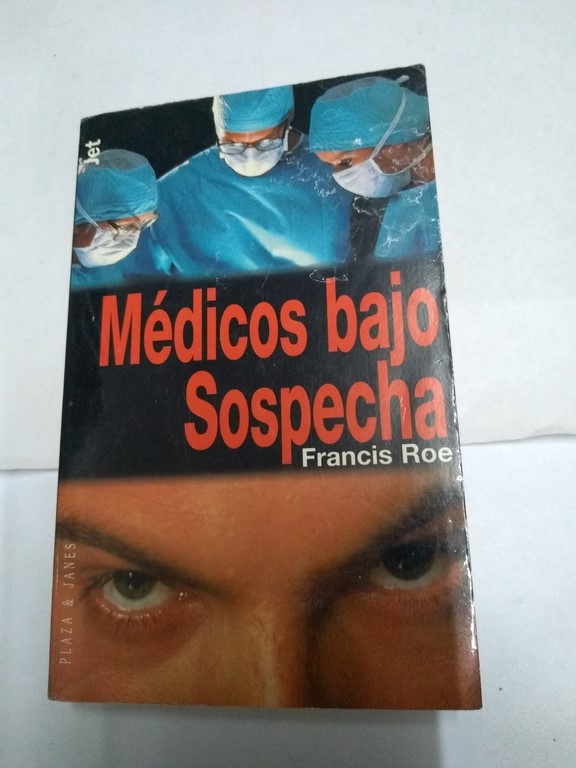 Jet
Médicos bajo
Sospecha
Francis Roe
PLAZA & JANES